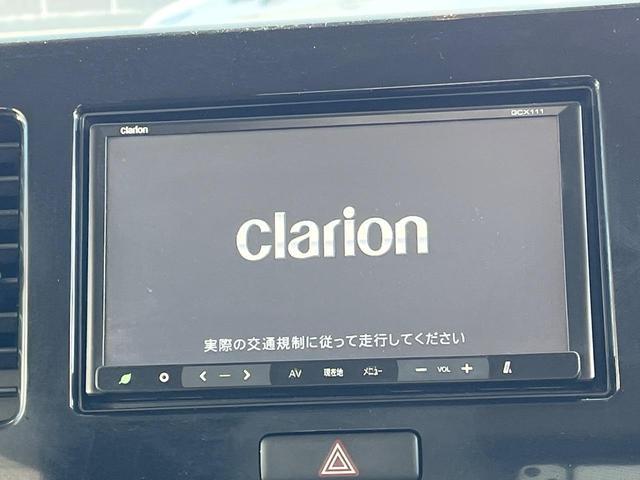 clarion
QCX111
clarion
実際の交通規制に従って走行してください
AV 現在地 メニュー − VOL +